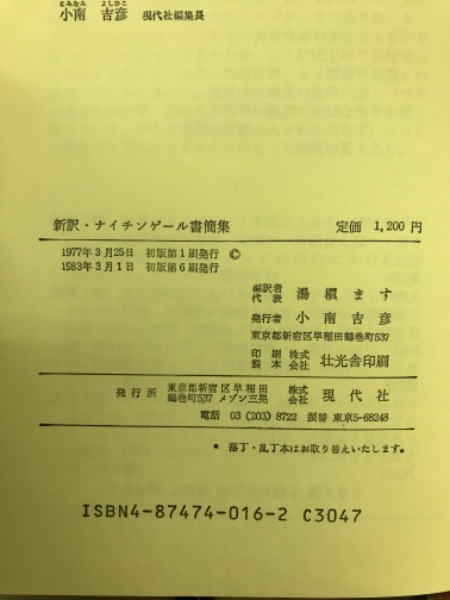 とみなみ よしひこ
小南 吉彦 現代社編集長
新訳・ナイチンゲール書簡集 定価 1,200 円
1977年3月25日 初版第1刷発行 ©
1983年3月1日 初版第6刷発行
編訳者
代表 湯槇ます
発行者 小南吉彦
東京都新宿区早稲田鶴巻町537
印刷 株式
製本 会社 壮光舎印刷
発行所 東京都新宿区早稲田
鶴巻町537 メゾン三晃 株式
会社 現代社
電話 03 (203) 8722 振替 東京5-68248
* 落丁・乱丁本はお取り替えいたします。
ISBN4-87474-016-2 C3047